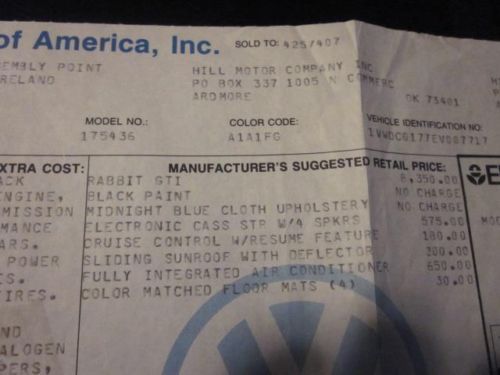 of America, Inc.
SOLD TO: 425/407
EMBLY POINT
RELAND
HILL MOTOR COMPANY INC
PO BOX 337 1005 N COMMERC
ARDMORE
OK 73401
MODEL NO.:
175436
COLOR CODE:
A1A1FG
VEHICLE IDENTIFICATION NO
EXTRA COST:
MANUFACTURER'S SUGGESTED RETAIL PRICE:
ACK
RABBIT GTI 8,350.00
ENGINE,
BLACK PAINT NO CHARGE
MISSION
MIDNIGHT BLUE CLOTH UPHOLSTERY NO CHARGE
MANCE
ELECTRONIC CASS STR W/4 SPKRS 575.00
ARS.
CRUISE CONTROL W/RESUME FEATURE 180.00
POWER
SLIDING SUNROOF WITH DEFLECTOR 200.00
ES.
FULLY INTEGRATED AIR CONDITIONER 650.00
IRES.
COLOR MATCHED FLOOR MATS (4) 30.00
ND
ALOGEN
PERS,
MO